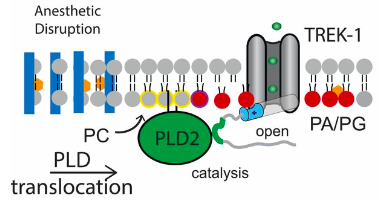 Anesthetic
Disruption
TREK-1
PC
PLD2
open
PA/PG
PLD
translocation
catalysis